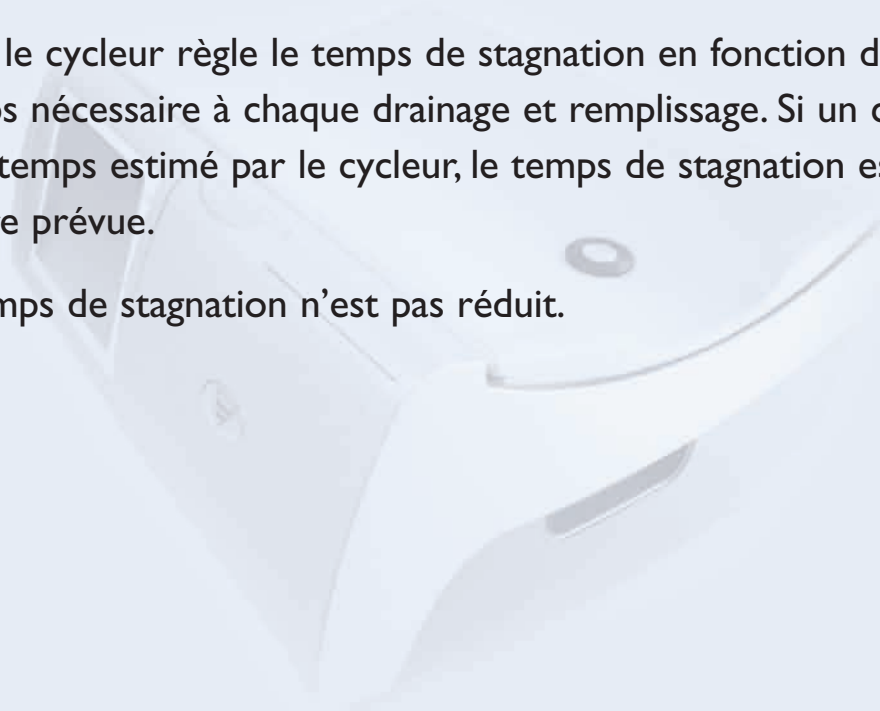 le cycleur règle le temps de stagnation en fonction d
s nécessaire à chaque drainage et remplissage. Si un
temps estimé par le cycleur, le temps de stagnation es
e prévue.
mps de stagnation n’est pas réduit.